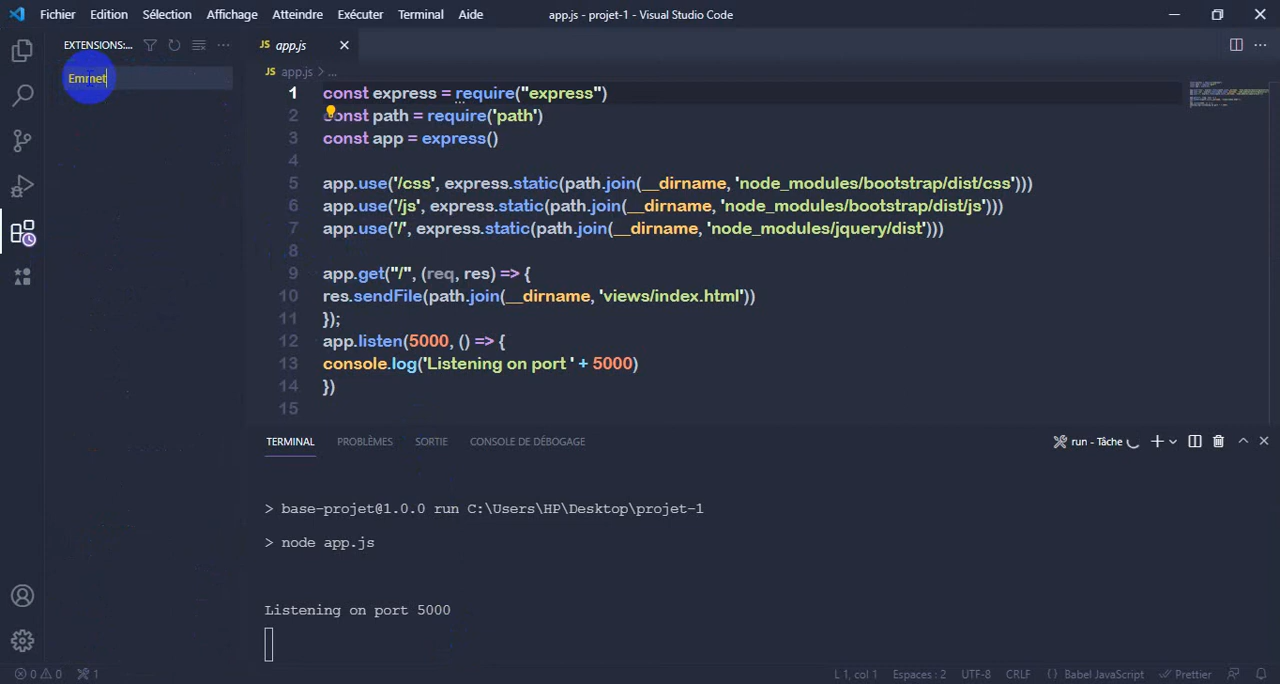 Fichier Edition Sélection Affichage Atteindre Exécuter Terminal Aide app.js - projet-1 - Visual Studio Code
EXTENSIONS:... JS app.js
Emmet
JS app.js > ...
1 const express = require("express")
2 const path = require('path')
3 const app = express()
4
5 app.use('/css', express.static(path.join(__dirname, 'node_modules/bootstrap/dist/css')))
6 app.use('/js', express.static(path.join(__dirname, 'node_modules/bootstrap/dist/js')))
7 app.use('/', express.static(path.join(__dirname, 'node_modules/jquery/dist')))
8
9 app.get("/", (req, res) => {
10 res.sendFile(path.join(__dirname, 'views/index.html'))
11 });
12 app.listen(5000, () => {
13 console.log('Listening on port ' + 5000)
14 })
15
TERMINAL PROBLÈMES SORTIE CONSOLE DE DÉBOGAGE run - Tâche
> base-projet@1.0.0 run C:\Users\HP\Desktop\projet-1
> node app.js
Listening on port 5000
0 0 1 L 1, col 1 Espaces : 2 UTF-8 CRLF Babel JavaScript Prettier